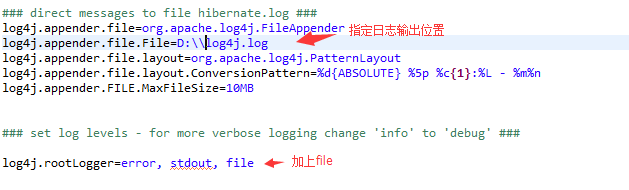 ### direct messages to file hibernate.log ###
log4j.appender.file=org.apache.log4j.FileAppender 指定日志输出位置
log4j.appender.file.File=D:\\log4j.log
log4j.appender.file.layout=org.apache.log4j.PatternLayout
log4j.appender.file.layout.ConversionPattern=%d{ABSOLUTE} %5p %c{1}:%L - %m%n
log4j.appender.FILE.MaxFileSize=10MB
### set log levels - for more verbose logging change 'info' to 'debug' ###
log4j.rootLogger=error, stdout, file 加上file